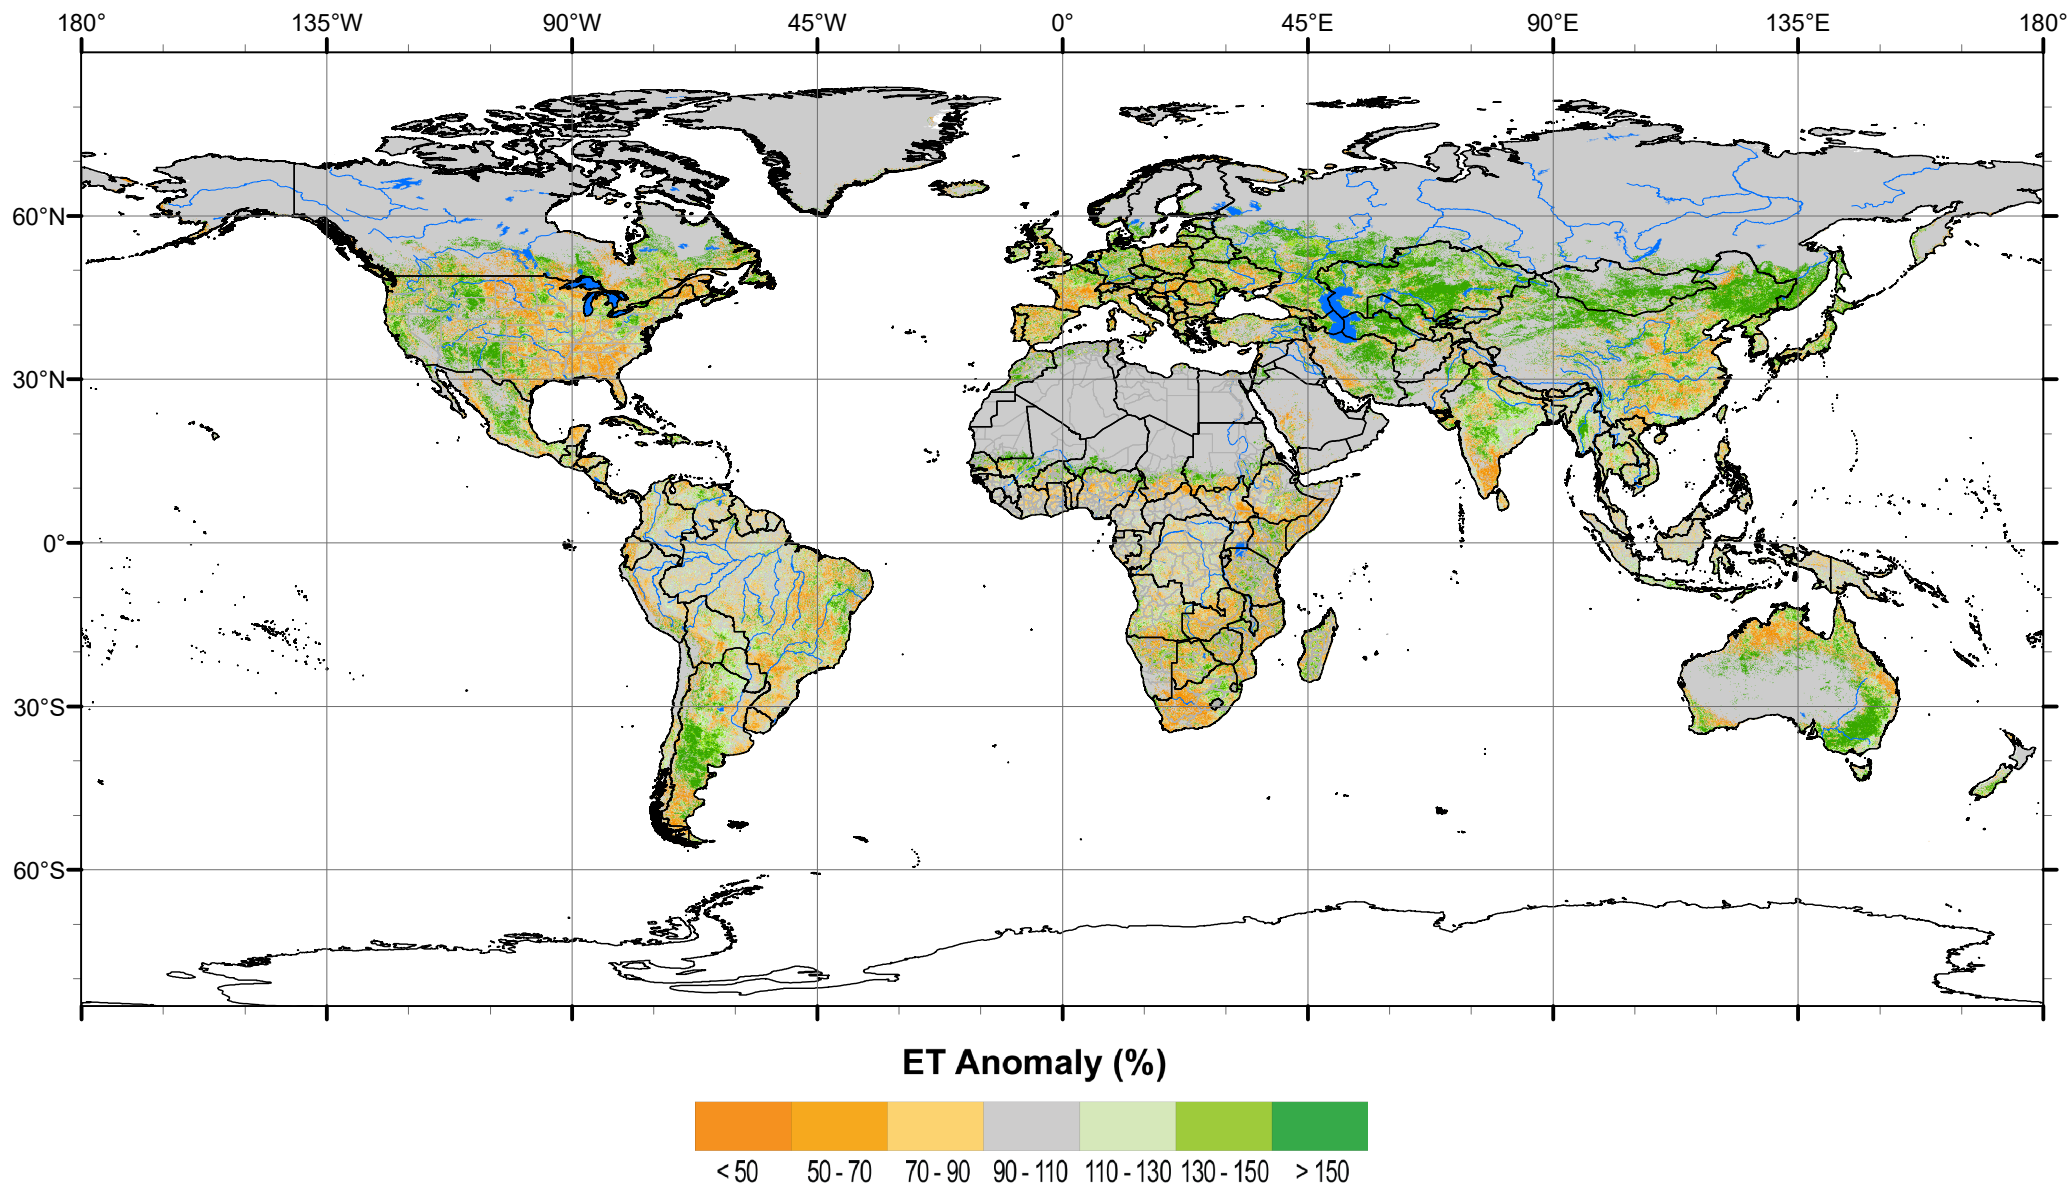 180° 135°W 90°W 45°W 0° 45°E 90°E 135°E 180°
60°N
30°N
0°
30°S
60°S
ET Anomaly (%)
< 50 50 - 70 70 - 90 90 - 110 110 - 130 130 - 150 > 150